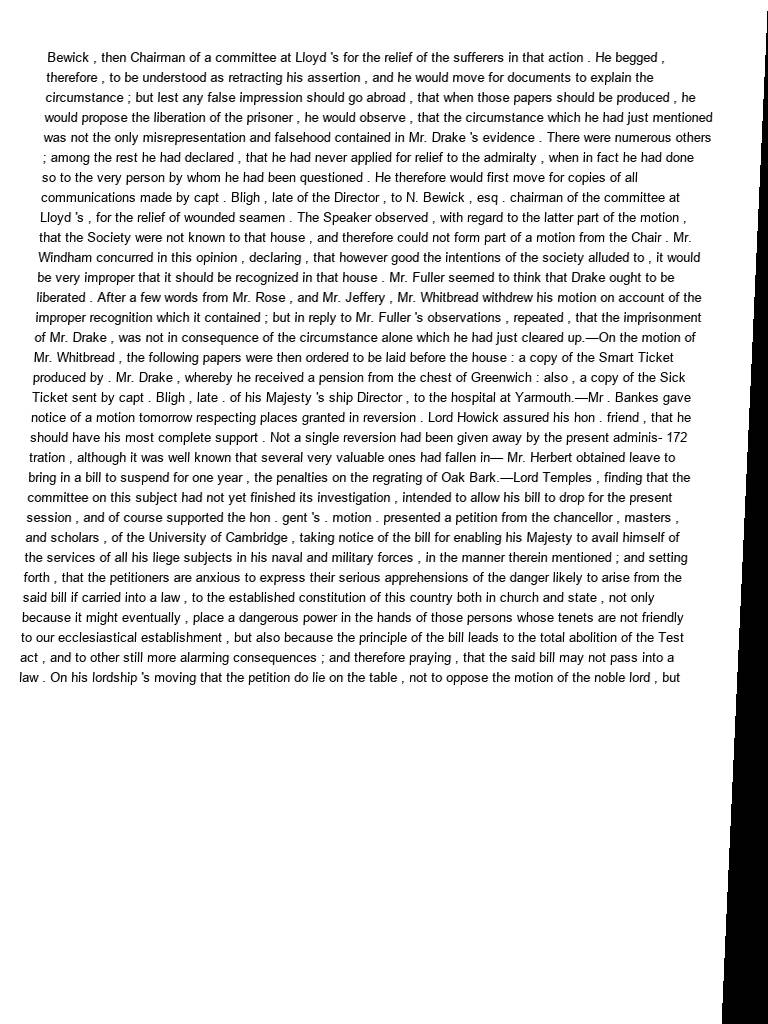 Bewick , then Chairman of a committee at Lloyd 's for the relief of the sufferers in that action . He begged ,
therefore , to be understood as retracting his assertion , and he would move for documents to explain the
circumstance ; but lest any false impression should go abroad , that when those papers should be produced , he
would propose the liberation of the prisoner , he would observe , that the circumstance which he had just mentioned
was not the only misrepresentation and falsehood contained in Mr. Drake 's evidence . There were numerous others
; among the rest he had declared , that he had never applied for relief to the admiralty , when in fact he had done
so to the very person by whom he had been questioned . He therefore would first move for copies of all
communications made by capt . Bligh , late of the Director , to N. Bewick , esq . chairman of the committee at
Lloyd 's , for the relief of wounded seamen . The Speaker observed , with regard to the latter part of the motion ,
that the Society were not known to that house , and therefore could not form part of a motion from the Chair . Mr.
Windham concurred in this opinion , declaring , that however good the intentions of the society alluded to , it would
be very improper that it should be recognized in that house . Mr. Fuller seemed to think that Drake ought to be
liberated . After a few words from Mr. Rose , and Mr. Jeffery , Mr. Whitbread withdrew his motion on account of the
improper recognition which it contained ; but in reply to Mr. Fuller 's observations , repeated , that the imprisonment
of Mr. Drake , was not in consequence of the circumstance alone which he had just cleared up.—On the motion of
Mr. Whitbread , the following papers were then ordered to be laid before the house : a copy of the Smart Ticket
produced by . Mr. Drake , whereby he received a pension from the chest of Greenwich : also , a copy of the Sick
Ticket sent by capt . Bligh , late . of his Majesty 's ship Director , to the hospital at Yarmouth.—Mr . Bankes gave
notice of a motion tomorrow respecting places granted in reversion . Lord Howick assured his hon . friend , that he
should have his most complete support . Not a single reversion had been given away by the present adminis- 172
tration , although it was well known that several very valuable ones had fallen in— Mr. Herbert obtained leave to
bring in a bill to suspend for one year , the penalties on the regrating of Oak Bark.—Lord Temples , finding that the
committee on this subject had not yet finished its investigation , intended to allow his bill to drop for the present
session , and of course supported the hon . gent 's . motion . presented a petition from the chancellor , masters ,
and scholars , of the University of Cambridge , taking notice of the bill for enabling his Majesty to avail himself of
the services of all his liege subjects in his naval and military forces , in the manner therein mentioned ; and setting
forth , that the petitioners are anxious to express their serious apprehensions of the danger likely to arise from the
said bill if carried into a law , to the established constitution of this country both in church and state , not only
because it might eventually , place a dangerous power in the hands of those persons whose tenets are not friendly
to our ecclesiastical establishment , but also because the principle of the bill leads to the total abolition of the Test
act , and to other still more alarming consequences ; and therefore praying , that the said bill may not pass into a
law . On his lordship 's moving that the petition do lie on the table , not to oppose the motion of the noble lord , but